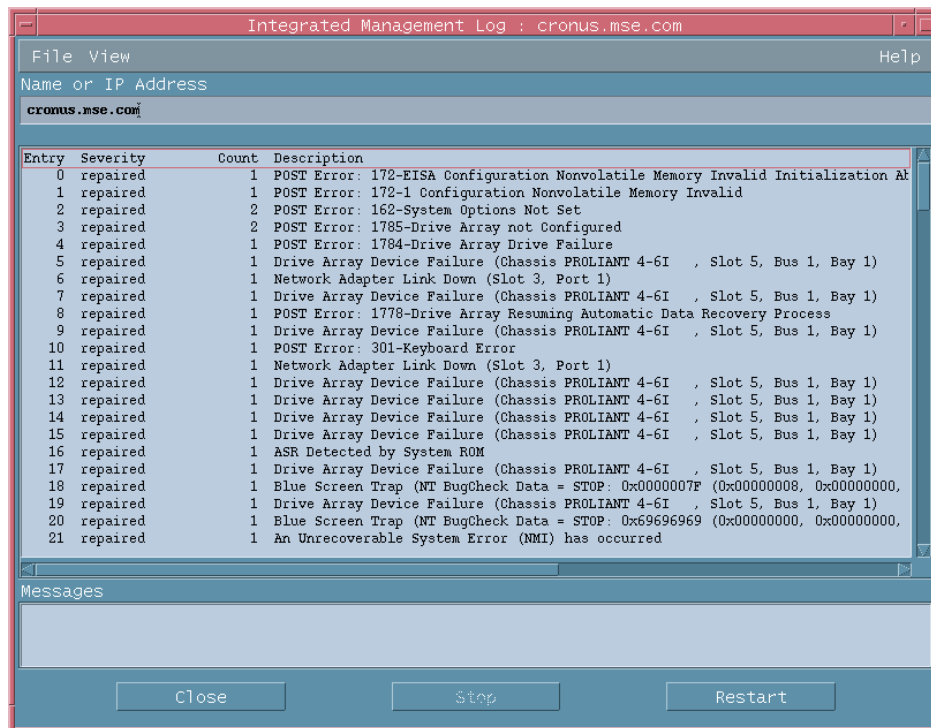 Integrated Management Log : cronus.mse.com
File View Help
Name or IP Address
cronus.mse.com
Entry Severity Count Description
0 repaired 1 POST Error: 172-EISA Configuration Nonvolatile Memory Invalid Initialization Ab
1 repaired 1 POST Error: 172-1 Configuration Nonvolatile Memory Invalid
2 repaired 2 POST Error: 162-System Options Not Set
3 repaired 2 POST Error: 1785-Drive Array not Configured
4 repaired 1 POST Error: 1784-Drive Array Drive Failure
5 repaired 1 Drive Array Device Failure (Chassis PROLIANT 4-6I , Slot 5, Bus 1, Bay 1)
6 repaired 1 Network Adapter Link Down (Slot 3, Port 1)
7 repaired 1 Drive Array Device Failure (Chassis PROLIANT 4-6I , Slot 5, Bus 1, Bay 1)
8 repaired 1 POST Error: 1778-Drive Array Resuming Automatic Data Recovery Process
9 repaired 1 Drive Array Device Failure (Chassis PROLIANT 4-6I , Slot 5, Bus 1, Bay 1)
10 repaired 1 POST Error: 301-Keyboard Error
11 repaired 1 Network Adapter Link Down (Slot 3, Port 1)
12 repaired 1 Drive Array Device Failure (Chassis PROLIANT 4-6I , Slot 5, Bus 1, Bay 1)
13 repaired 1 Drive Array Device Failure (Chassis PROLIANT 4-6I , Slot 5, Bus 1, Bay 1)
14 repaired 1 Drive Array Device Failure (Chassis PROLIANT 4-6I , Slot 5, Bus 1, Bay 1)
15 repaired 1 Drive Array Device Failure (Chassis PROLIANT 4-6I , Slot 5, Bus 1, Bay 1)
16 repaired 1 ASR Detected by System ROM
17 repaired 1 Drive Array Device Failure (Chassis PROLIANT 4-6I , Slot 5, Bus 1, Bay 1)
18 repaired 1 Blue Screen Trap (NT BugCheck Data = STOP: 0x0000007F (0x00000008, 0x00000000,
19 repaired 1 Drive Array Device Failure (Chassis PROLIANT 4-6I , Slot 5, Bus 1, Bay 1)
20 repaired 1 Blue Screen Trap (NT BugCheck Data = STOP: 0x69696969 (0x00000000, 0x00000000,
21 repaired 1 An Unrecoverable System Error (NMI) has occurred
Messages
Close Stop Restart